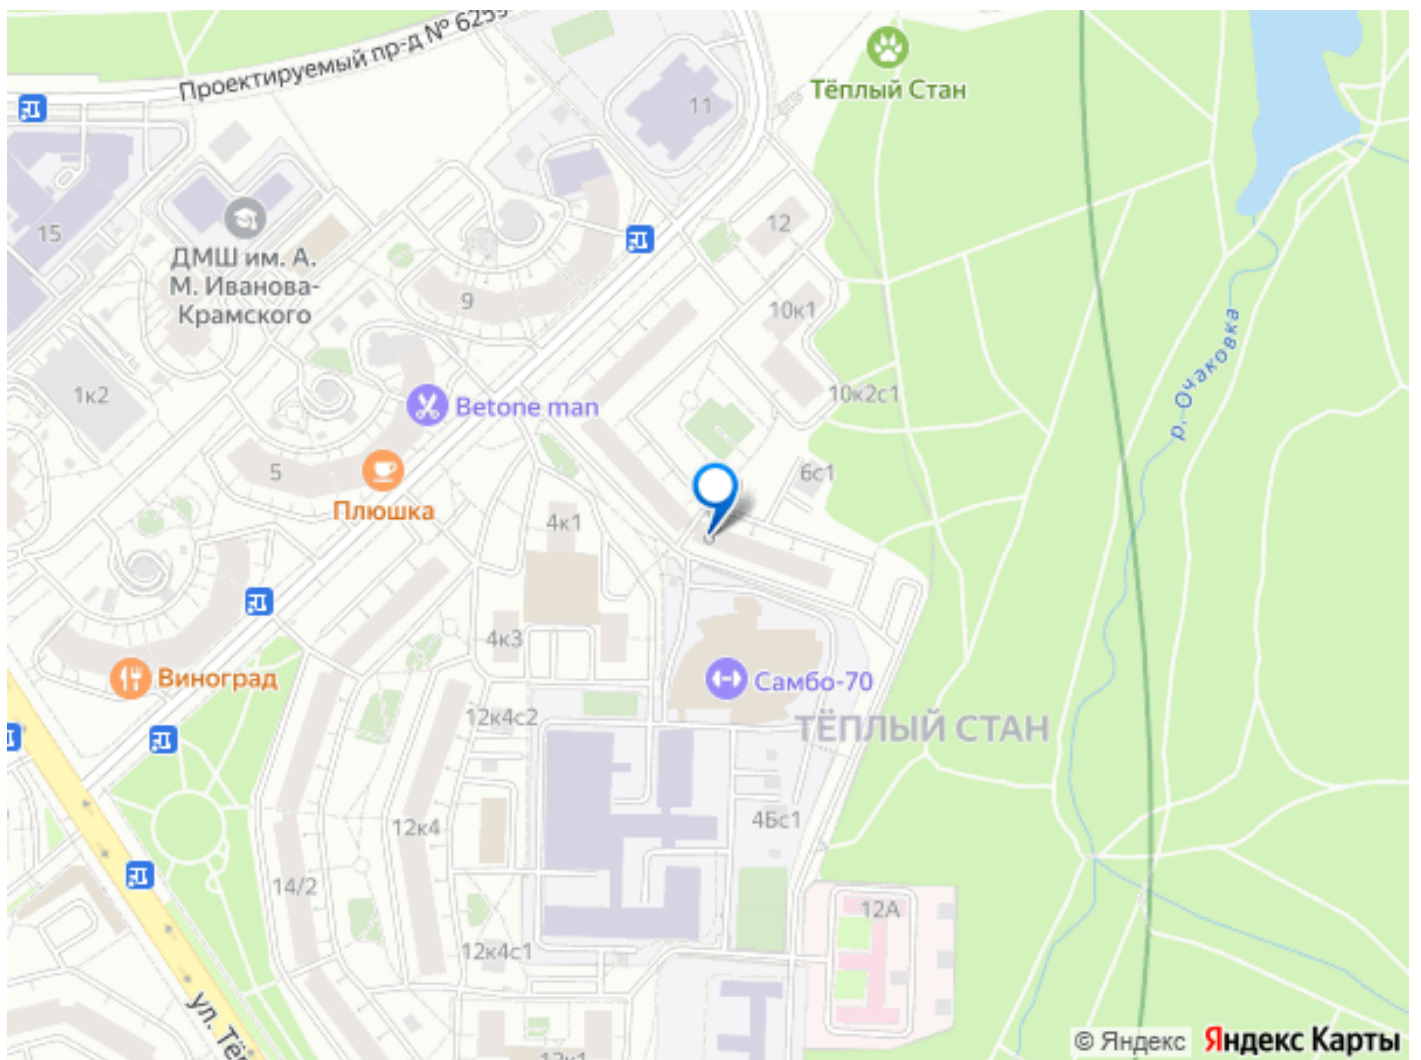 Проектируемый пр-д № 6259
Тёплый Стан
11
15
ДМШ им. А.
М. Иванова-
Крамского
12
9
10к1
р. Очаковка
1к2
Betone man
10к2с1
5
Плюшка
6с1
4к1
4к3
Виноград
Самбо-70
12к4с2
ТЁПЛЫЙ СТАН
12к4
4Бс1
14/2
12А
12к4с1
ул. Тё
12к1
© Яндекс Яндекс Карты